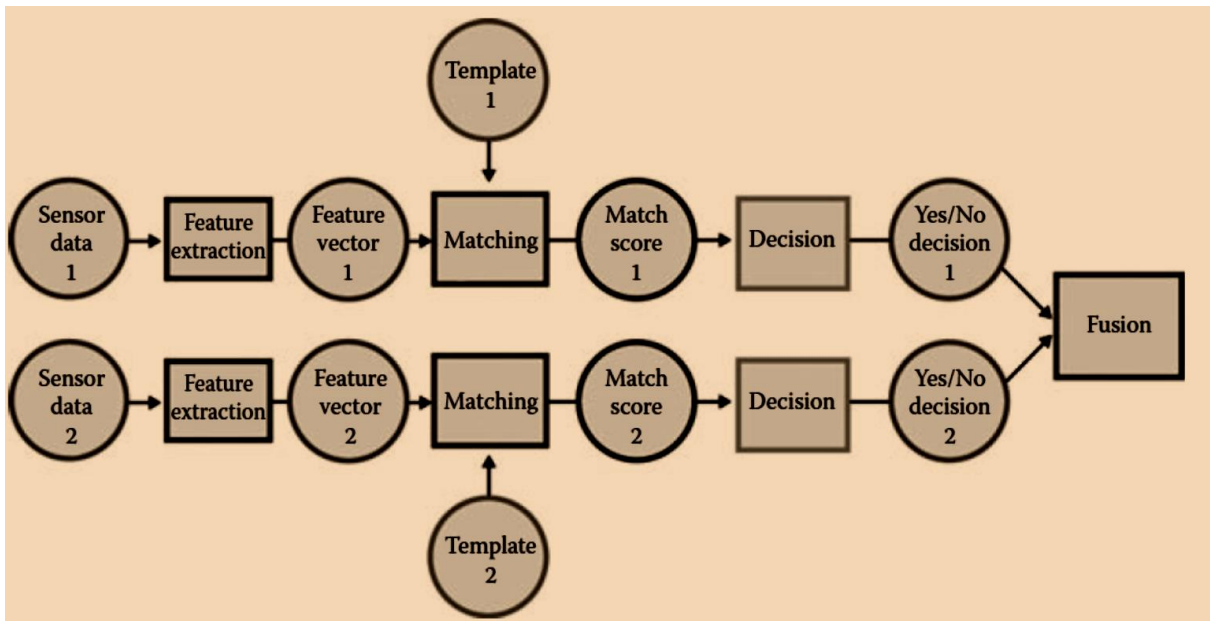 Template
1
Sensor
data
1
Feature
extraction
Feature
vector
1
Matching
Match
score
1
Decision
Yes/No
decision
1
Fusion
Sensor
data
2
Feature
extraction
Feature
vector
2
Matching
Match
score
2
Decision
Yes/No
decision
2
Template
2